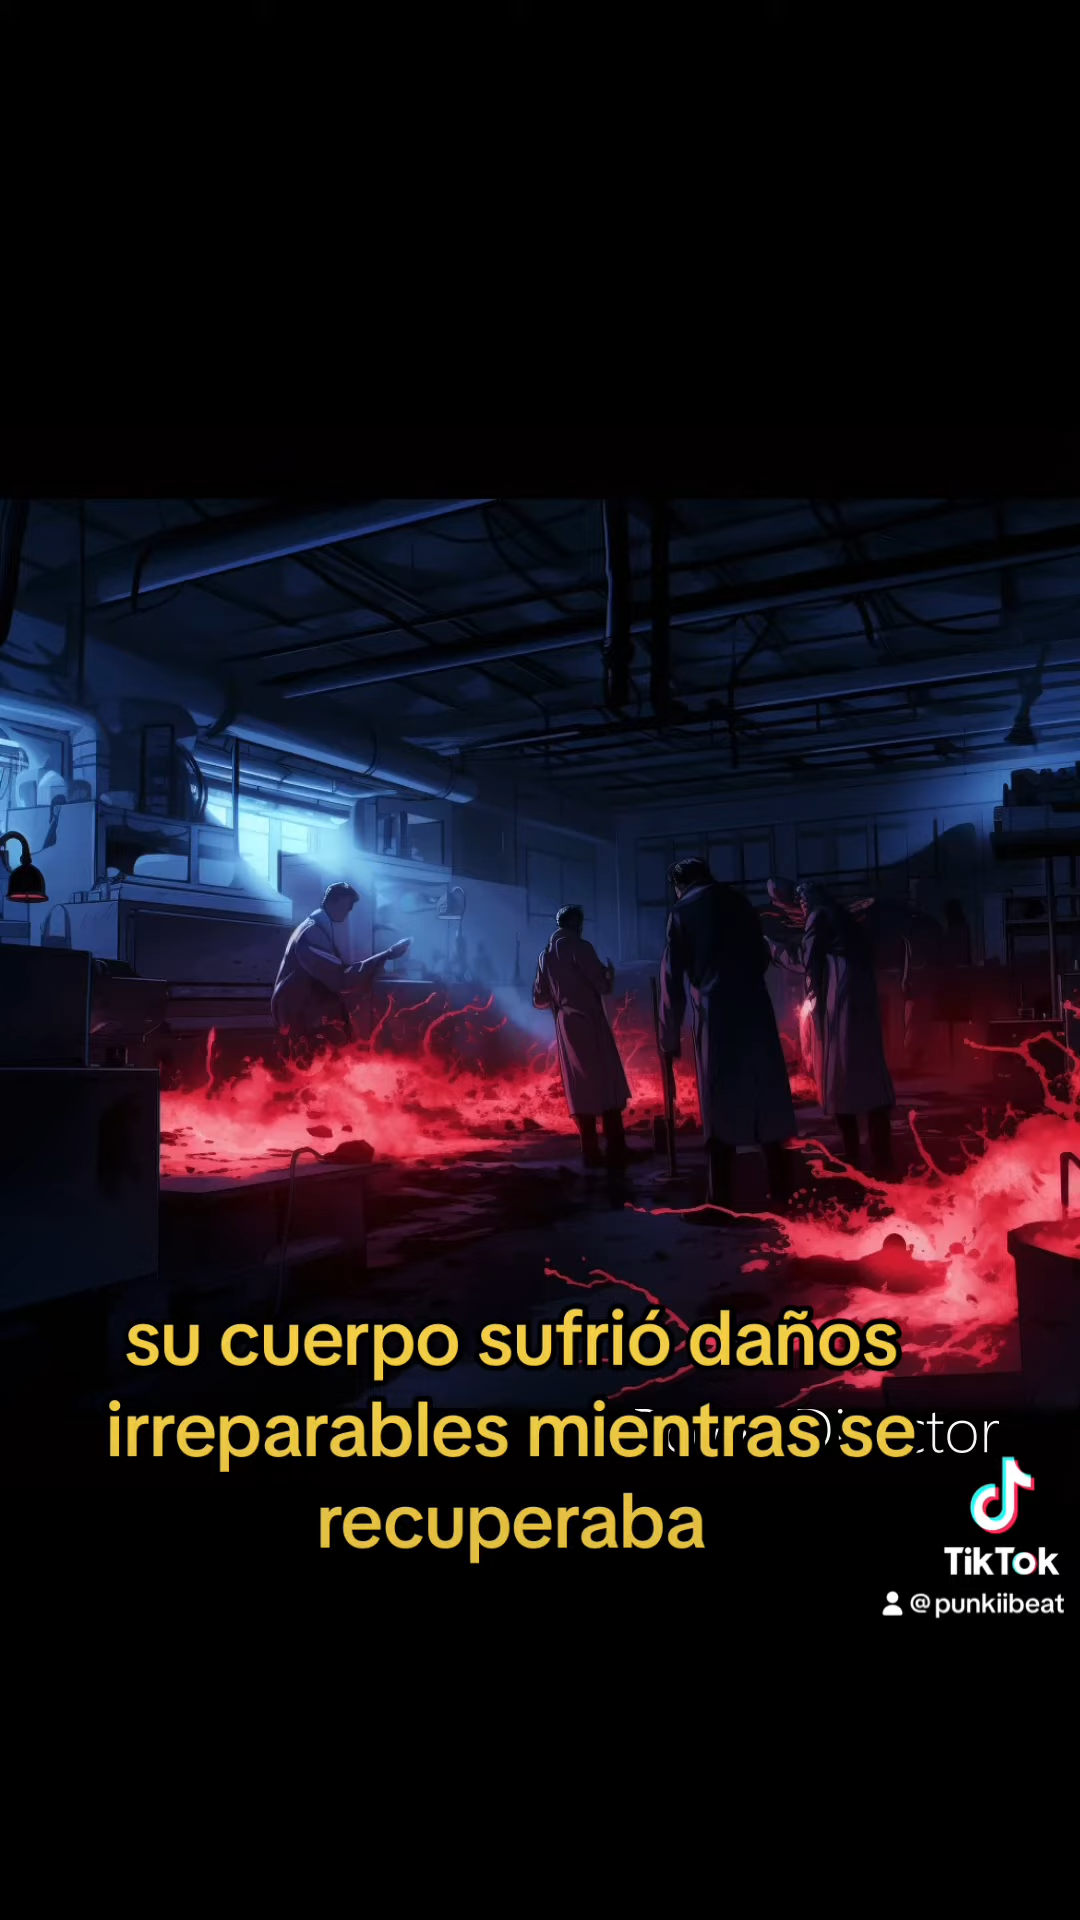 su cuerpo sufrió daños
irreparables mientras se
recuperaba
TikTok
@punkiibeat